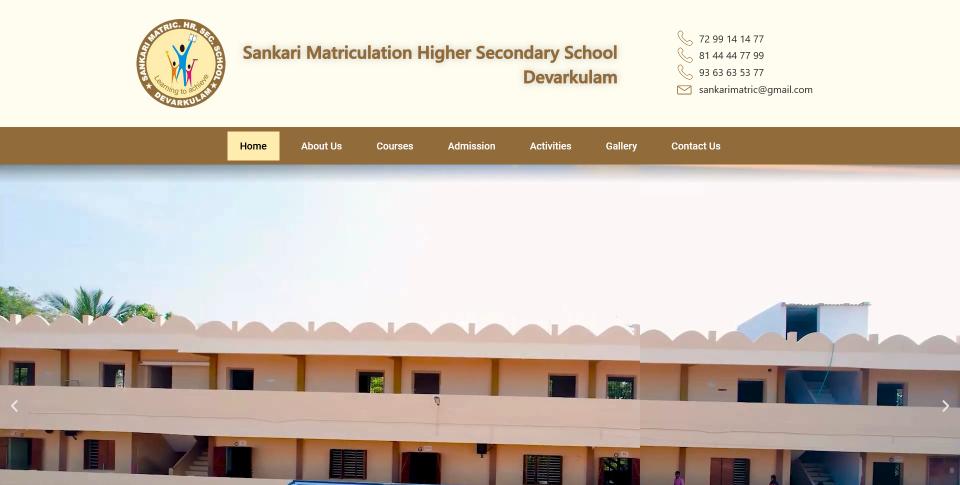 SANKARI MATRIC. HR. SEC. SCHOOL
Learning to achieve
★ DEVARKULAM ★
Sankari Matriculation Higher Secondary School
Devarkulam
72 99 14 14 77
81 44 44 77 99
93 63 63 53 77
sankarimatric@gmail.com
Home
About Us
Courses
Admission
Activities
Gallery
Contact Us